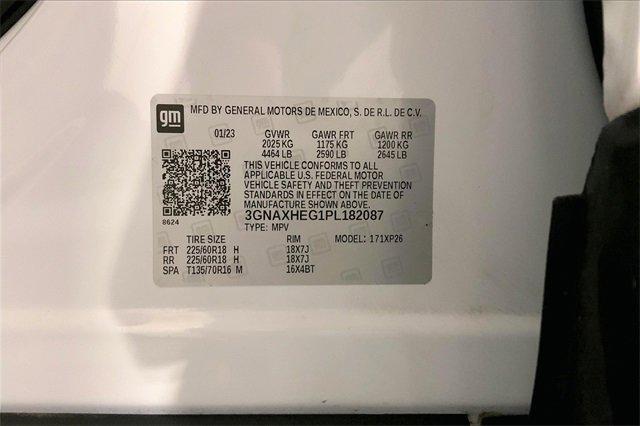 gm
MFD BY GENERAL MOTORS DE MEXICO, S. DE R.L. DE C.V.
01/23 GVWR GAWR FRT GAWR RR
2025 KG 1175 KG 1200 KG
4464 LB 2590 LB 2645 LB
THIS VEHICLE CONFORMS TO ALL
APPLICABLE U.S. FEDERAL MOTOR
VEHICLE SAFETY AND THEFT PREVENTION
STANDARDS IN EFFECT ON THE DATE OF
MANUFACTURE SHOWN ABOVE.
3GNAXHEG1PL182087
8624
TYPE: MPV
TIRE SIZE RIM MODEL: 171XP26
FRT 225/60R18 H 18X7J
RR 225/60R18 H 18X7J
SPA T135/70R16 M 16X4BT